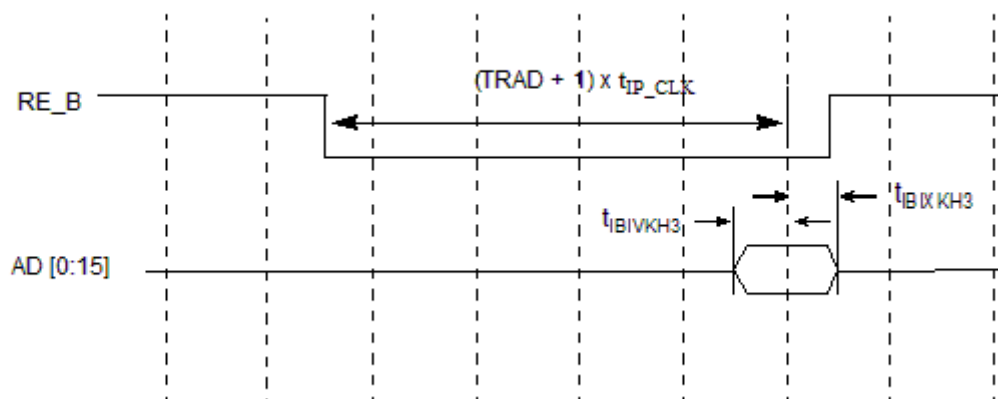 (TRAD + 1) x tIP_CLK
RE_B
tIBIXKH3
tIBIVKH3
AD [0:15]